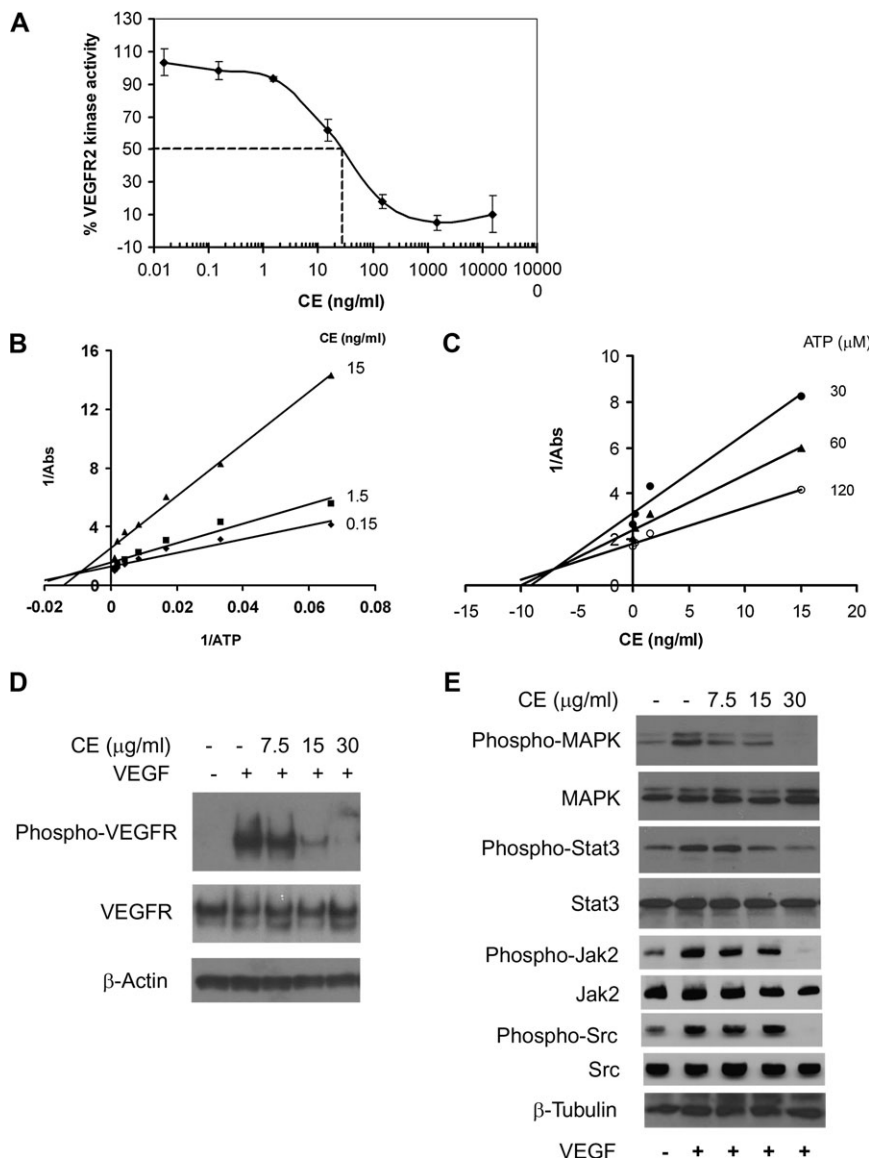 A
130
110
90
70
50
30
10
-10
% VEGFR2 kinase activity
0.01 0.1 1 10 100 1000 10000 10000
0
CE (ng/ml)
B
CE (ng/ml)
16
12
8
4
0
1/Abs
15
1.5
0.15
-0.02 0 0.02 0.04 0.06 0.08
1/ATP
C
ATP (μM)
10
8
6
4
2
0
1/Abs
30
60
120
-15 -10 -5 0 5 10 15 20
CE (ng/ml)
D
CE (μg/ml) - - 7.5 15 30
VEGF - + + + +
Phospho-VEGFR
VEGFR
β-Actin
E
CE (μg/ml) - - 7.5 15 30
Phospho-MAPK
MAPK
Phospho-Stat3
Stat3
Phospho-Jak2
Jak2
Phospho-Src
Src
β-Tubulin
VEGF - + + + +